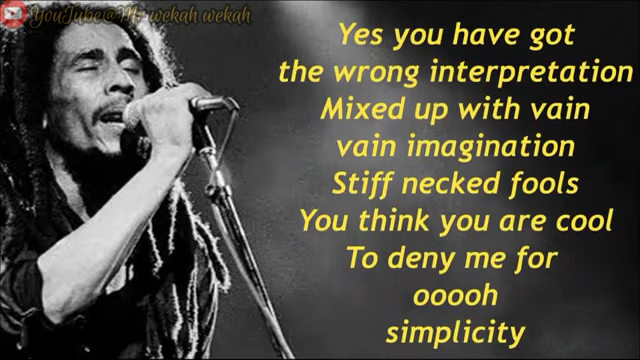 YouTube@Mr wekah wekah
Yes you have got
the wrong interpretation
Mixed up with vain
vain imagination
Stiff necked fools
You think you are cool
To deny me for
ooooh
simplicity